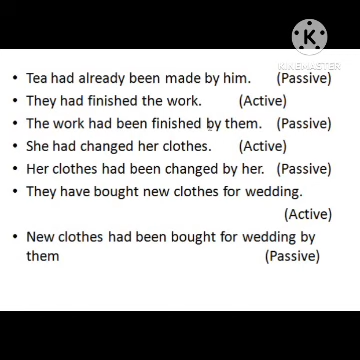 K
KINEMASTER
• Tea had already been made by him. (Passive)
• They had finished the work. (Active)
• The work had been finished by them. (Passive)
• She had changed her clothes. (Active)
• Her clothes had been changed by her. (Passive)
• They have bought new clothes for wedding.
(Active)
• New clothes had been bought for wedding by
them (Passive)